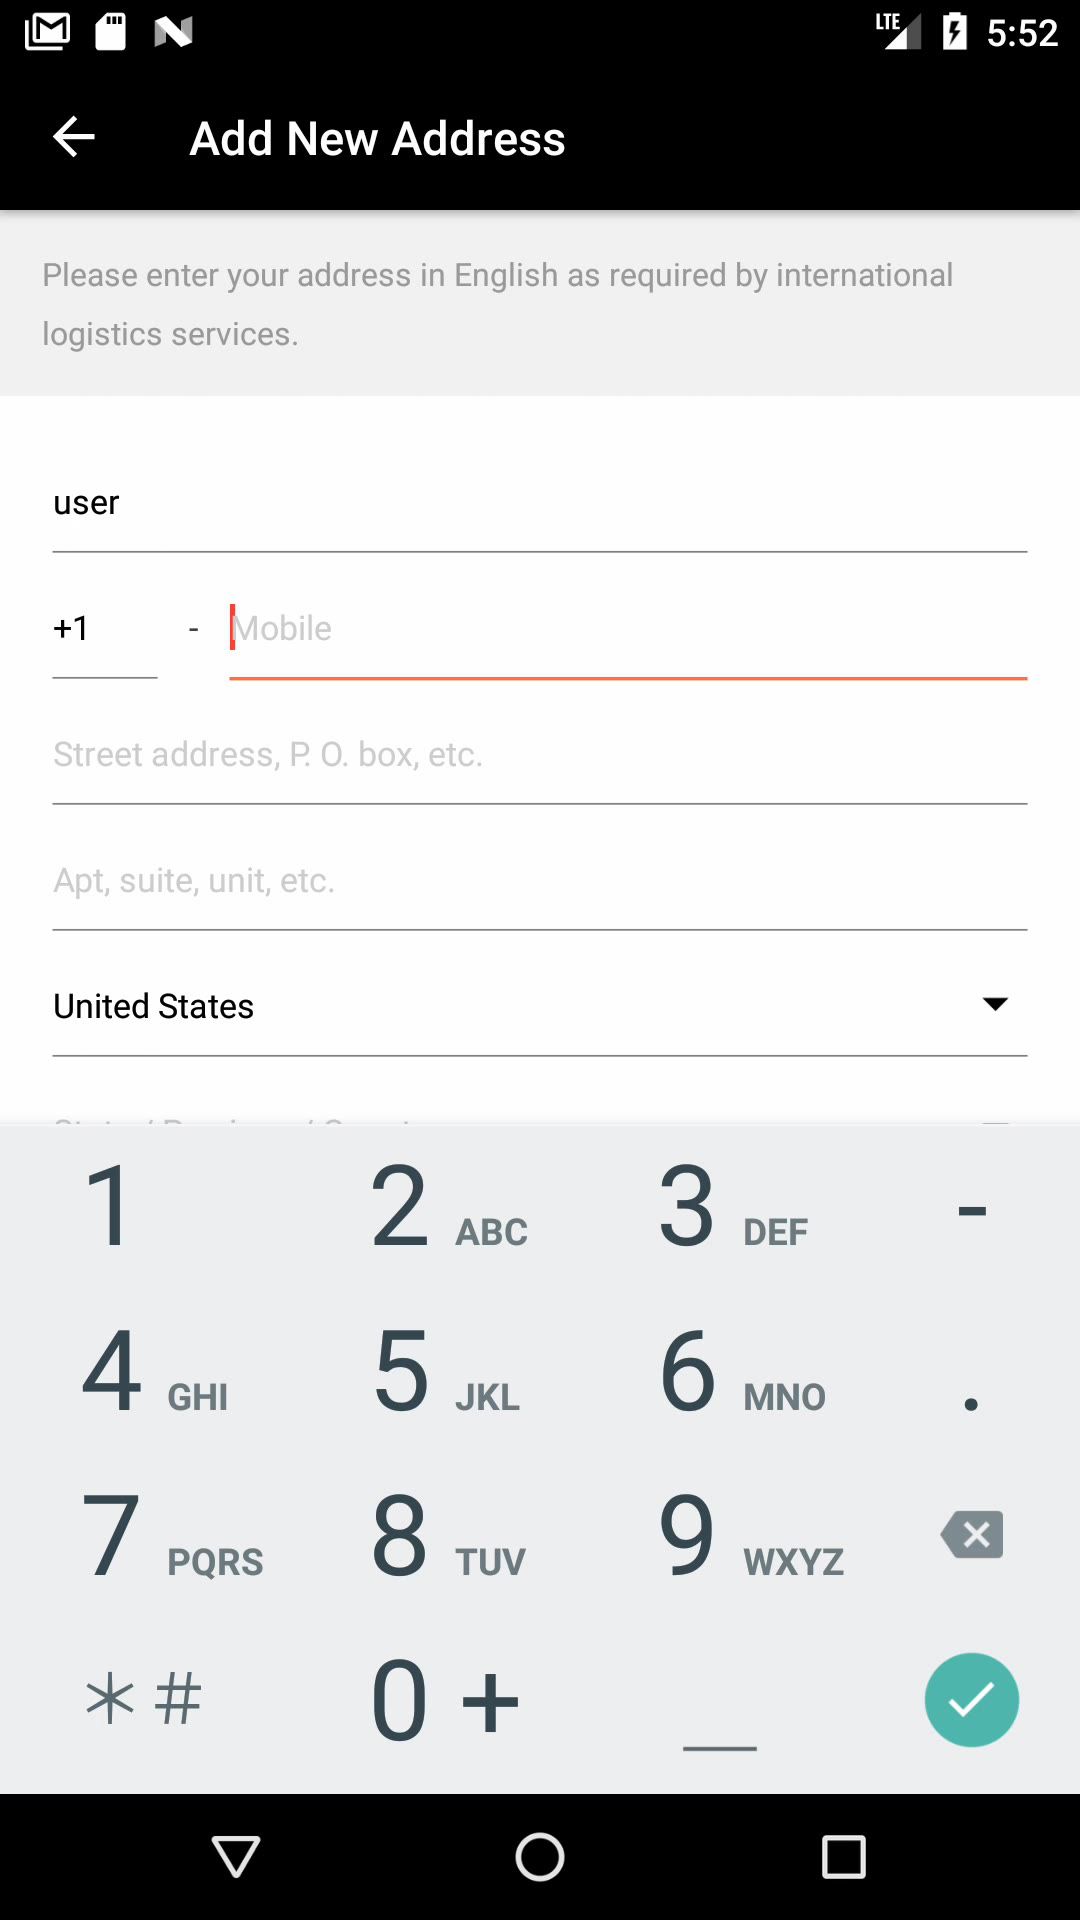 LTE 5:52
Add New Address
Please enter your address in English as required by international
logistics services.
user
+1 - Mobile
Street address, P. O. box, etc.
Apt, suite, unit, etc.
United States
1 2 ABC 3 DEF -
4 GHI 5 JKL 6 MNO .
7 PQRS 8 TUV 9 WXYZ
*# 0 +